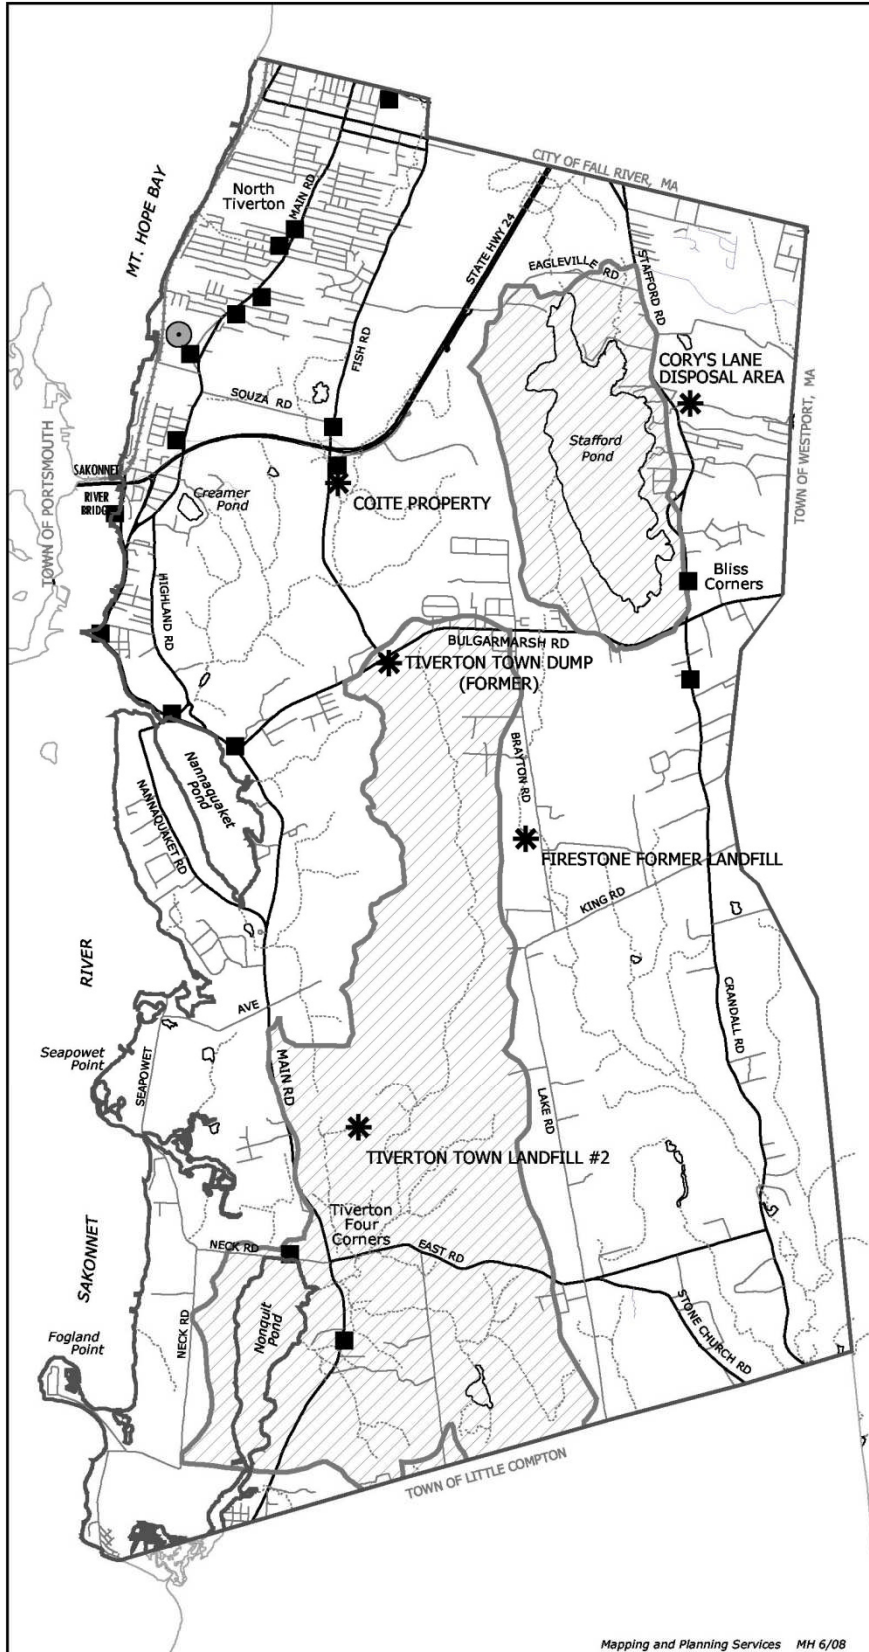 CITY OF FALL RIVER, MA
MT. HOPE BAY
North
Tiverton
MAIN RD
STATE HWY 24
EAGLEVILLE RD
STAFFORD RD
FISH RD
CORY'S LANE
DISPOSAL AREA
SOUZA RD
TOWN OF WESTPORT, MA
Stafford
Pond
TOWN OF PORTSMOUTH
SAKONNET
RIVER
BRIDGE
Creamer
Pond
COITE PROPERTY
Bliss
Corners
HIGHLAND RD
BULGARMARSH RD
TIVERTON TOWN DUMP
(FORMER)
BRAYTON RD
Nannaquaket
Pond
NANNAQUAKET RD
FIRESTONE FORMER LANDFILL
KING RD
RIVER
CRANDALL RD
AVE
Seapowet
Point
SEAPOWET
MAIN RD
LAKE RD
TIVERTON TOWN LANDFILL #2
Tiverton
Four
Corners
SAKONNET
NECK RD
EAST RD
STONE CHURCH RD
Nonquit
Pond
NECK RD
Fogland
Point
TOWN OF LITTLE COMPTON
Mapping and Planning Services MH 6/08